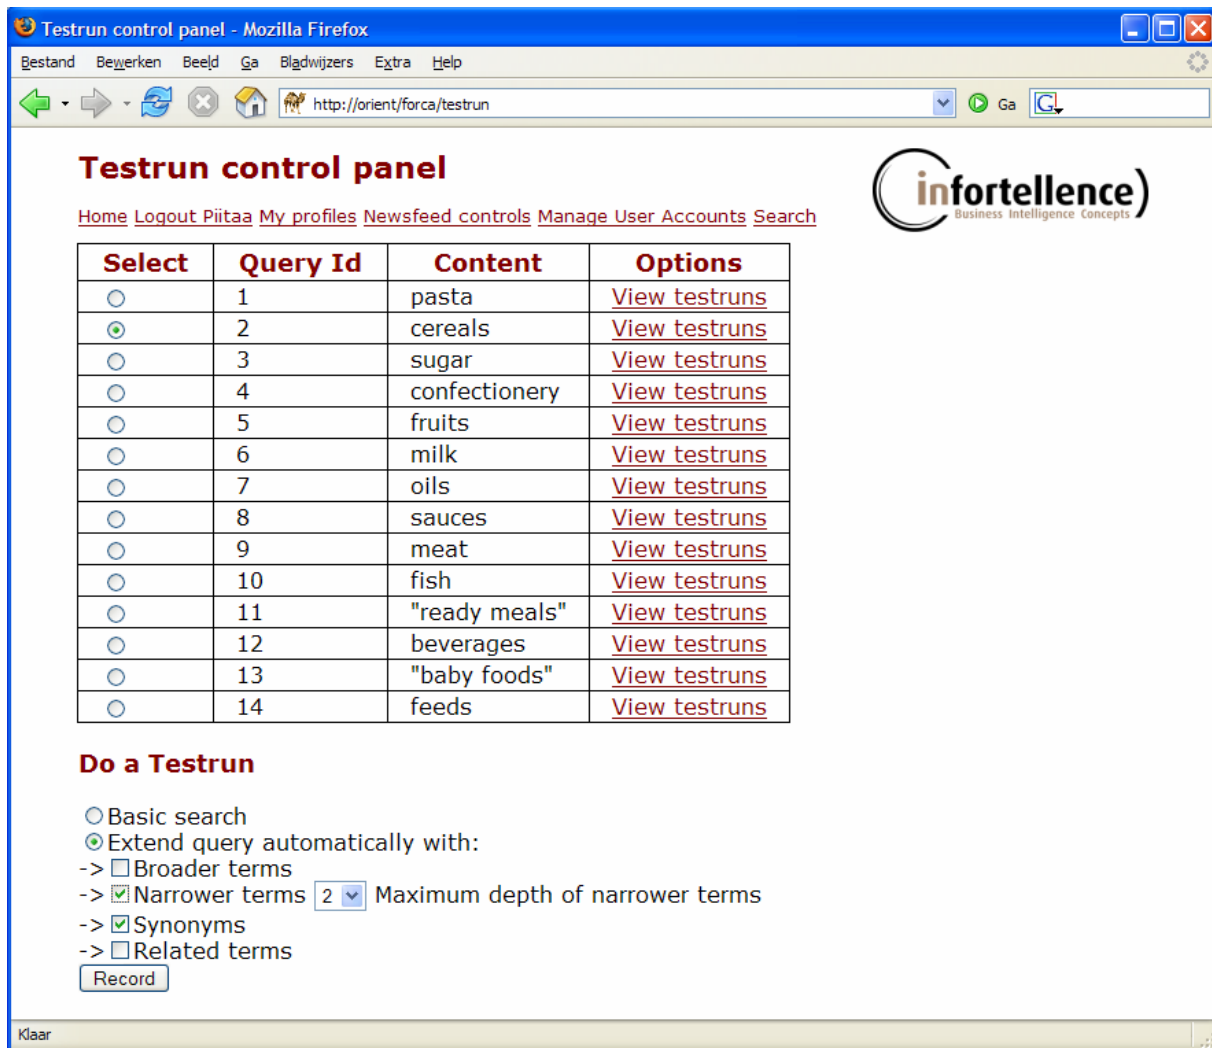 Testrun control panel - Mozilla Firefox
Bestand Bewerken Beeld Ga Bladwijzers Extra Help
http://orient/forca/testrun Ga G
Testrun control panel
infortellence
Business Intelligence Concepts
Home Logout Piitaa My profiles Newsfeed controls Manage User Accounts Search
Select Query Id Content Options
1 pasta View testruns
2 cereals View testruns
3 sugar View testruns
4 confectionery View testruns
5 fruits View testruns
6 milk View testruns
7 oils View testruns
8 sauces View testruns
9 meat View testruns
10 fish View testruns
11 "ready meals" View testruns
12 beverages View testruns
13 "baby foods" View testruns
14 feeds View testruns
Do a Testrun
Basic search
Extend query automatically with:
-> Broader terms
-> Narrower terms 2 Maximum depth of narrower terms
-> Synonyms
-> Related terms
Record
Klaar